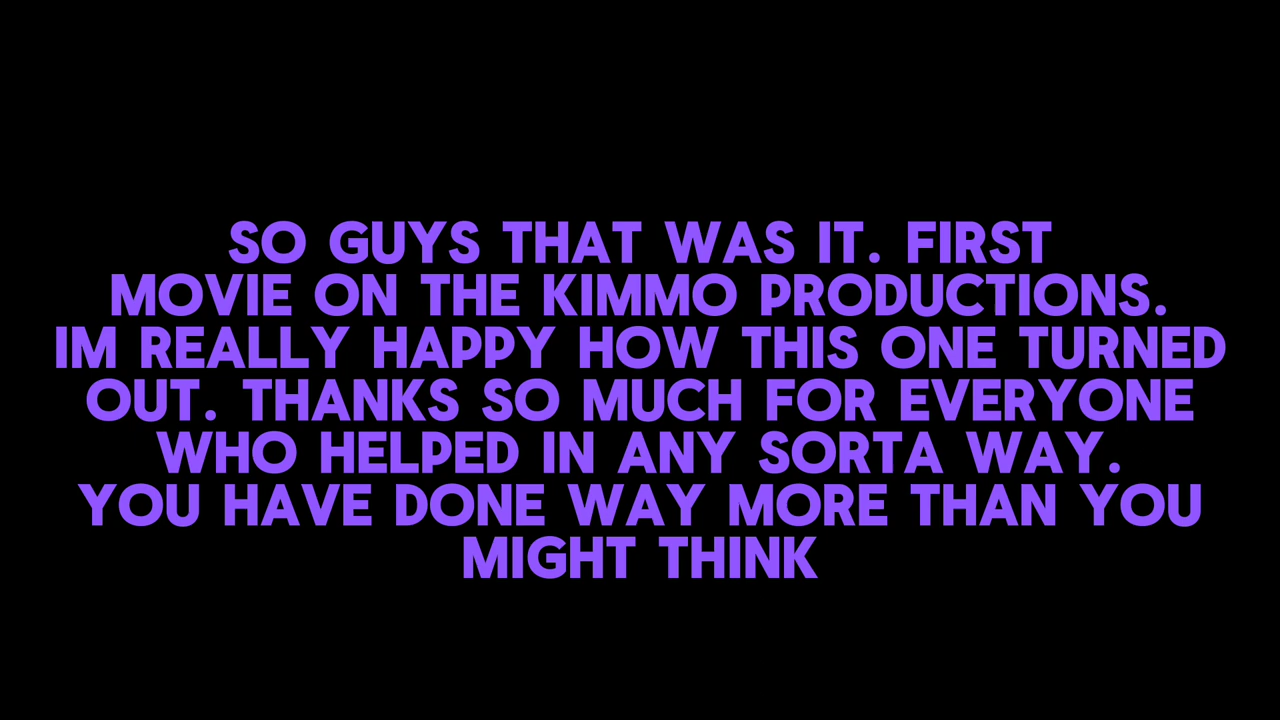 SO GUYS THAT WAS IT. FIRST
MOVIE ON THE KIMMO PRODUCTIONS.
IM REALLY HAPPY HOW THIS ONE TURNED
OUT. THANKS SO MUCH FOR EVERYONE
WHO HELPED IN ANY SORTA WAY.
YOU HAVE DONE WAY MORE THAN YOU
MIGHT THINK